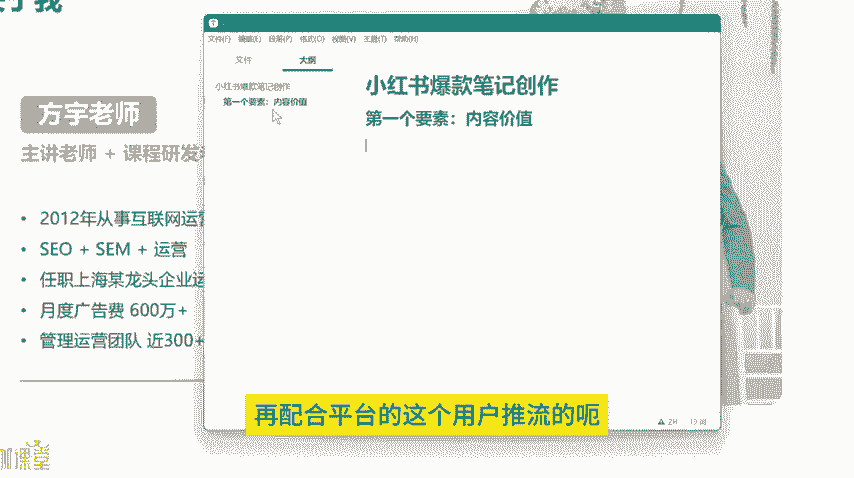 于我
方宇老师
主讲老师 + 课程研发
• 2012年从事互联网运营
• SEO + SEM + 运营
• 任职上海某龙头企业运
• 月度广告费 600万+
• 管理运营团队 近300+
文件(F) 编辑(E) 段落(P) 格式(O) 视图(V) 主题(T) 帮助(H)
文件 大纲
小红书爆款笔记创作
第一个要素：内容价值
小红书爆款笔记创作
第一个要素：内容价值
ZH
再配合平台的这个用户推流的呃
课堂